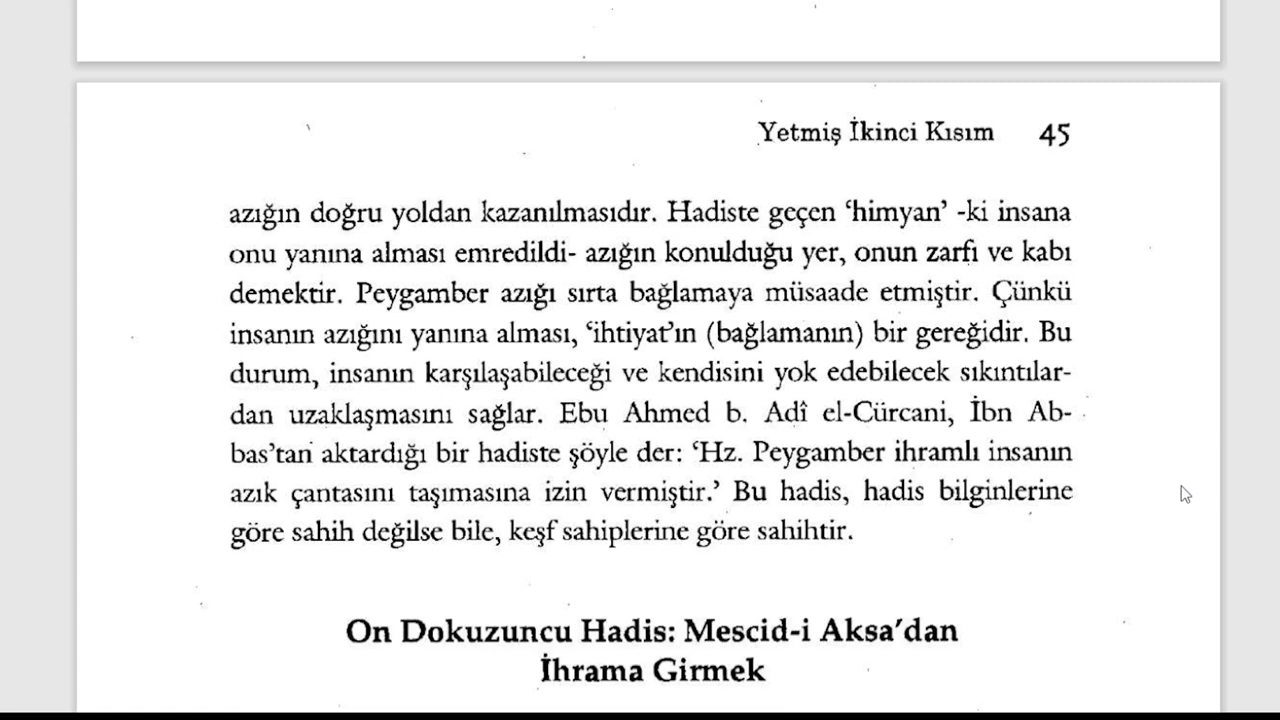 Yetmiş İkinci Kısım 45
azığın doğru yoldan kazanılmasıdır. Hadiste geçen ‘himyan’ -ki insana
onu yanına alması emredildi- azığın konulduğu yer, onun zarfı ve kabı
demektir. Peygamber azığı sırta bağlamaya müsaade etmiştir. Çünkü
insanın azığını yanına alması, ‘ihtiyat’ın (bağlamanın) bir gereğidir. Bu
durum, insanın karşılaşabileceği ve kendisini yok edebilecek sıkıntılar-
dan uzaklaşmasını sağlar. Ebu Ahmed b. Adî el-Cürcani, İbn Ab-
bas’tan aktardığı bir hadiste şöyle der: ‘Hz. Peygamber ihramlı insanın
azık çantasını taşımasına izin vermiştir.’ Bu hadis, hadis bilginlerine
göre sahih değilse bile, keşf sahiplerine göre sahihtir.
On Dokuzuncu Hadis: Mescid-i Aksa’dan
İhrama Girmek